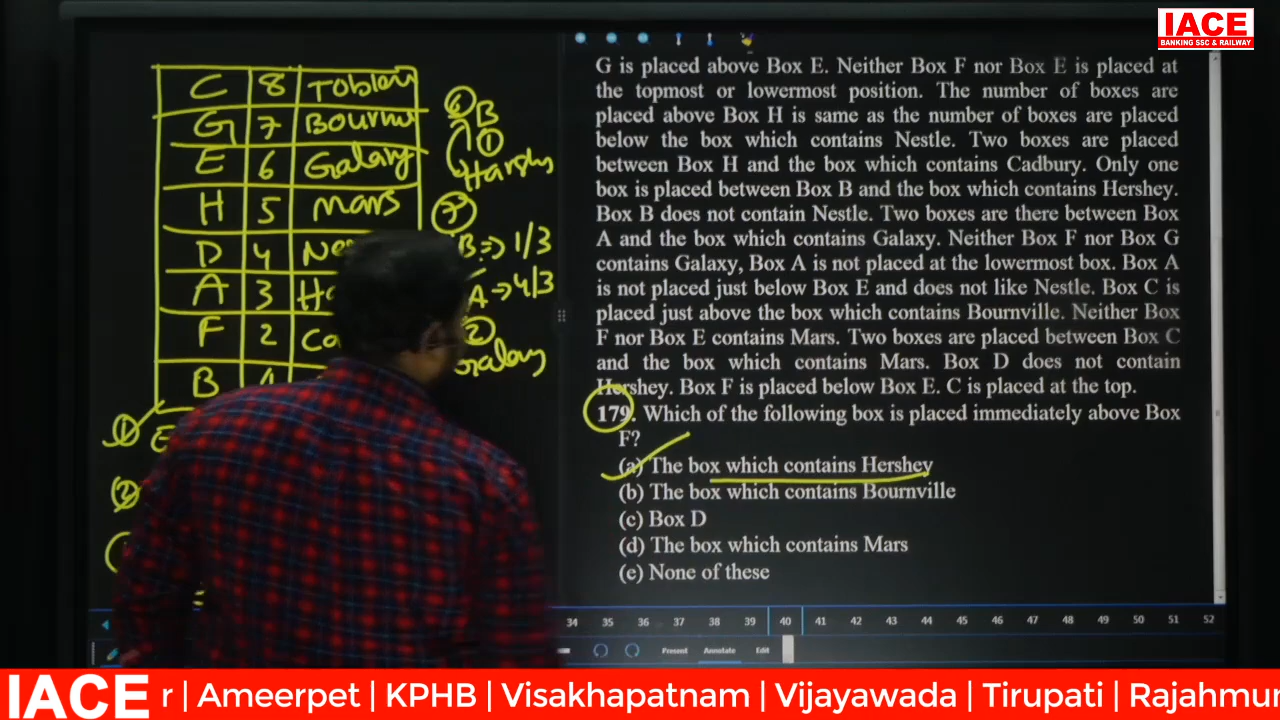 IACE
BANKING SSC & RAILWAY
C 8
G 7
E 6 Galaxy
H 5 Mars
D 4
A 3
F 2
B
6 B
1
7
B => 1/3
A → 4/3
2
1
2
G is placed above Box E. Neither Box F nor Box E is placed at
the topmost or lowermost position. The number of boxes are
placed above Box H is same as the number of boxes are placed
below the box which contains Nestle. Two boxes are placed
between Box H and the box which contains Cadbury. Only one
box is placed between Box B and the box which contains Hershey.
Box B does not contain Nestle. Two boxes are there between Box
A and the box which contains Galaxy. Neither Box F nor Box G
contains Galaxy, Box A is not placed at the lowermost box. Box A
is not placed just below Box E and does not like Nestle. Box C is
placed just above the box which contains Bournville. Neither Box
F nor Box E contains Mars. Two boxes are placed between Box C
and the box which contains Mars. Box D does not contain
Hershey. Box F is placed below Box E. C is placed at the top.
179. Which of the following box is placed immediately above Box
F?
(a) The box which contains Hershey
(b) The box which contains Bournville
(c) Box D
(d) The box which contains Mars
(e) None of these
34 35 36 37 38 39 40 41 42 43 44 45 46 47 48 49 50 51 52
Present Annotate Edit
IACE r | Ameerpet | KPHB | Visakhapatnam | Vijayawada | Tirupati | Rajahmur